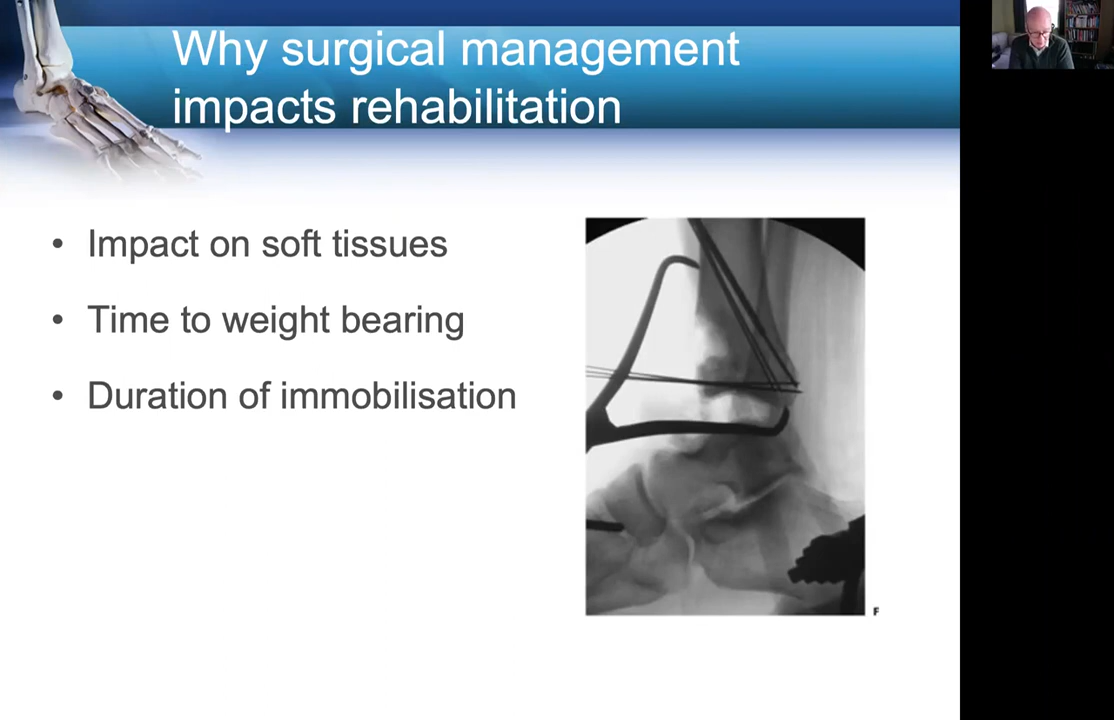 Why surgical management
impacts rehabilitation
• Impact on soft tissues
• Time to weight bearing
• Duration of immobilisation
F